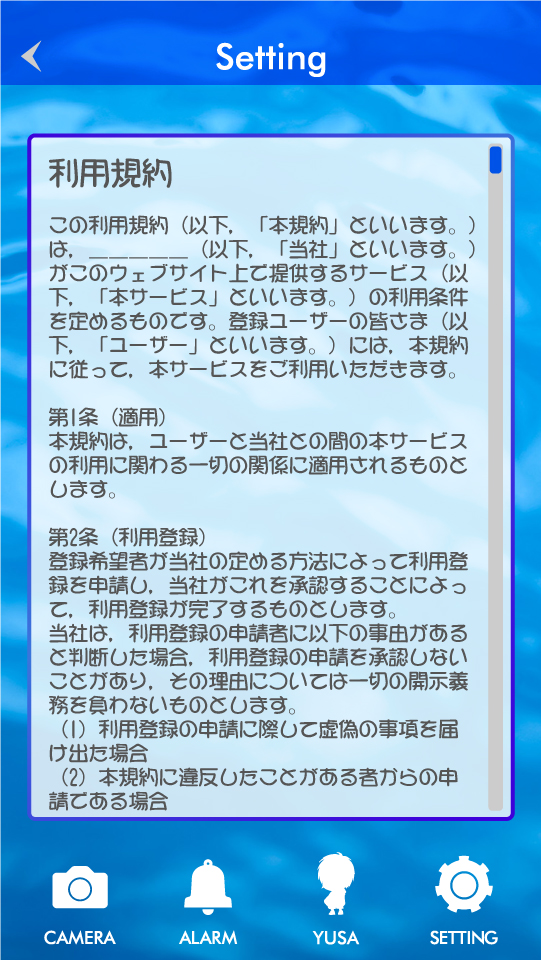 Setting
利用規約
この利用規約（以下，「本規約」といいます。）
は，＿＿＿＿＿（以下，「当社」といいます。）
がこのウェブサイト上で提供するサービス（以
下，「本サービス」といいます。）の利用条件
を定めるものです。登録ユーザーの皆さま（以
下，「ユーザー」といいます。）には，本規約
に従って，本サービスをご利用いただきます。
第1条（適用）
本規約は，ユーザーと当社との間の本サービス
の利用に関わる一切の関係に適用されるものと
します。
第2条（利用登録）
登録希望者が当社の定める方法によって利用登
録を申請し，当社がこれを承認することによっ
て，利用登録が完了するものとします。
当社は，利用登録の申請者に以下の事由がある
と判断した場合，利用登録の申請を承認しない
ことがあり，その理由については一切の開示義
務を負わないものとします。
（1）利用登録の申請に際して虚偽の事項を届
け出た場合
（2）本規約に違反したことがある者からの申
請である場合
CAMERA ALARM YUSA SETTING